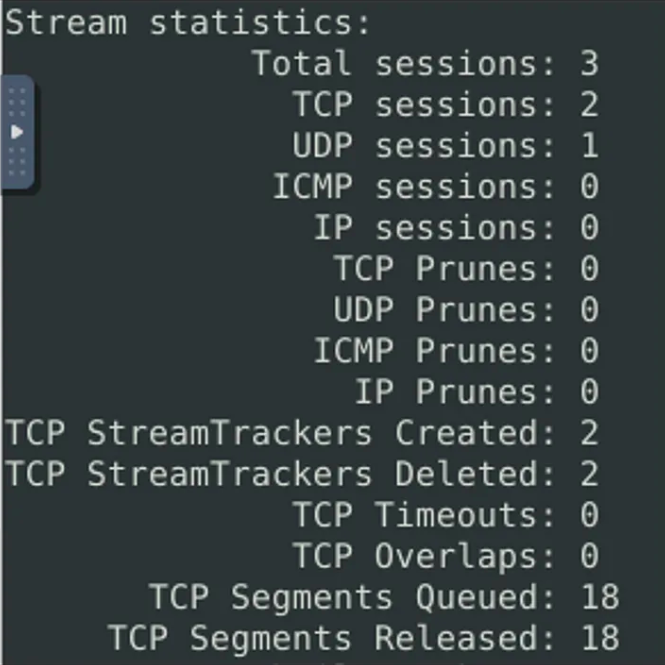 Stream statistics:
Total sessions: 3
TCP sessions: 2
UDP sessions: 1
ICMP sessions: 0
IP sessions: 0
TCP Prunes: 0
UDP Prunes: 0
ICMP Prunes: 0
IP Prunes: 0
TCP StreamTrackers Created: 2
TCP StreamTrackers Deleted: 2
TCP Timeouts: 0
TCP Overlaps: 0
TCP Segments Queued: 18
TCP Segments Released: 18